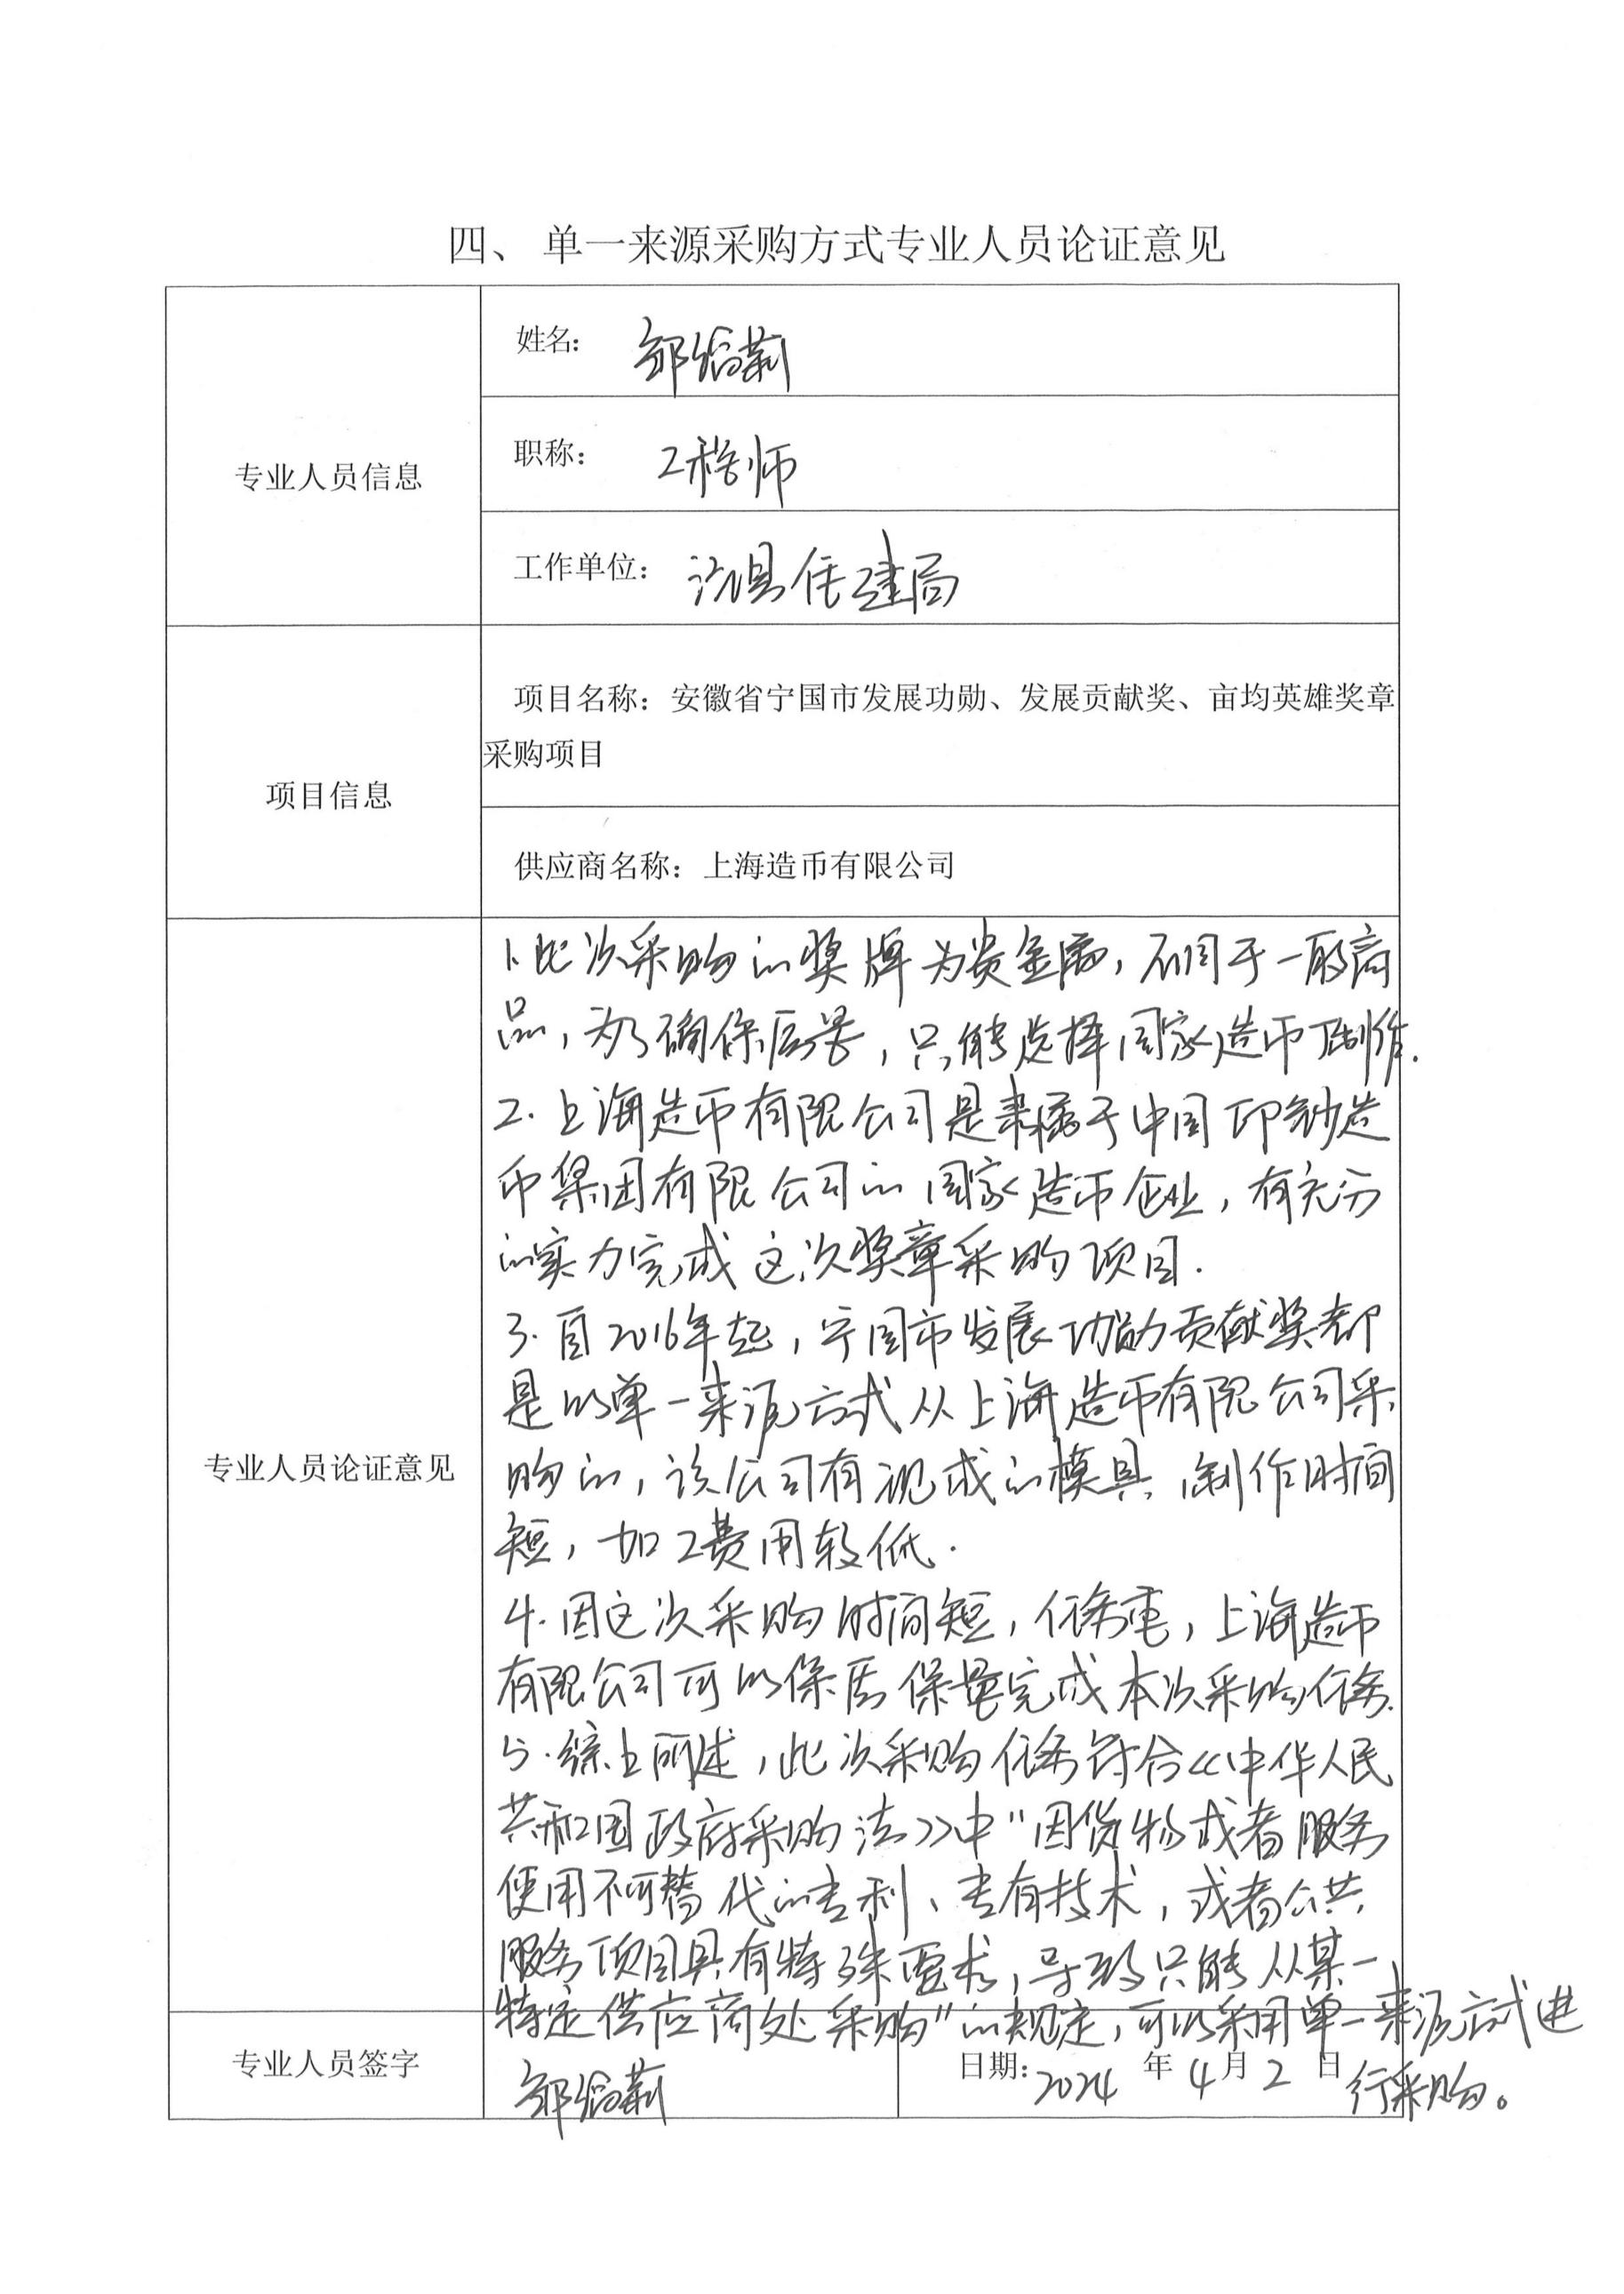 四、 单一来源采购方式专业人员论证意见
专业人员信息
姓名：
职称： 工程师
工作单位： 泾县住建局
项目信息
项目名称：安徽省宁国市发展功勋、发展贡献奖、亩均英雄奖章
采购项目
供应商名称：上海造币有限公司
专业人员论证意见
1.此次采购的奖牌为贵金属，不同于一般商
品，为了确保质量，只能选择国家造币厂制作.
2.上海造币有限公司是隶属于中国印钞造
币集团有限公司的国家造币企业，有充分
的实力完成这次奖章采购项目.
3.自2016年起，宁国市发展功勋贡献奖都
是以单一来源方式从上海造币有限公司采
购的，该公司有现成的模具，制作时间
短，加工费用较低.
4.因这次采购时间短，任务重，上海造币
有限公司可以保质保量完成本次采购任务.
5.综上所述，此次采购任务符合《中华人民
共和国政府采购法》中"因货物或者服务
使用不可替代的专利、专有技术，或者公共
服务项目具有特殊要求，导致只能从某一
特定供应商处采购"的规定，可以采用单一来源方式进
行采购。
专业人员签字
日期：2024 年 4 月 2 日